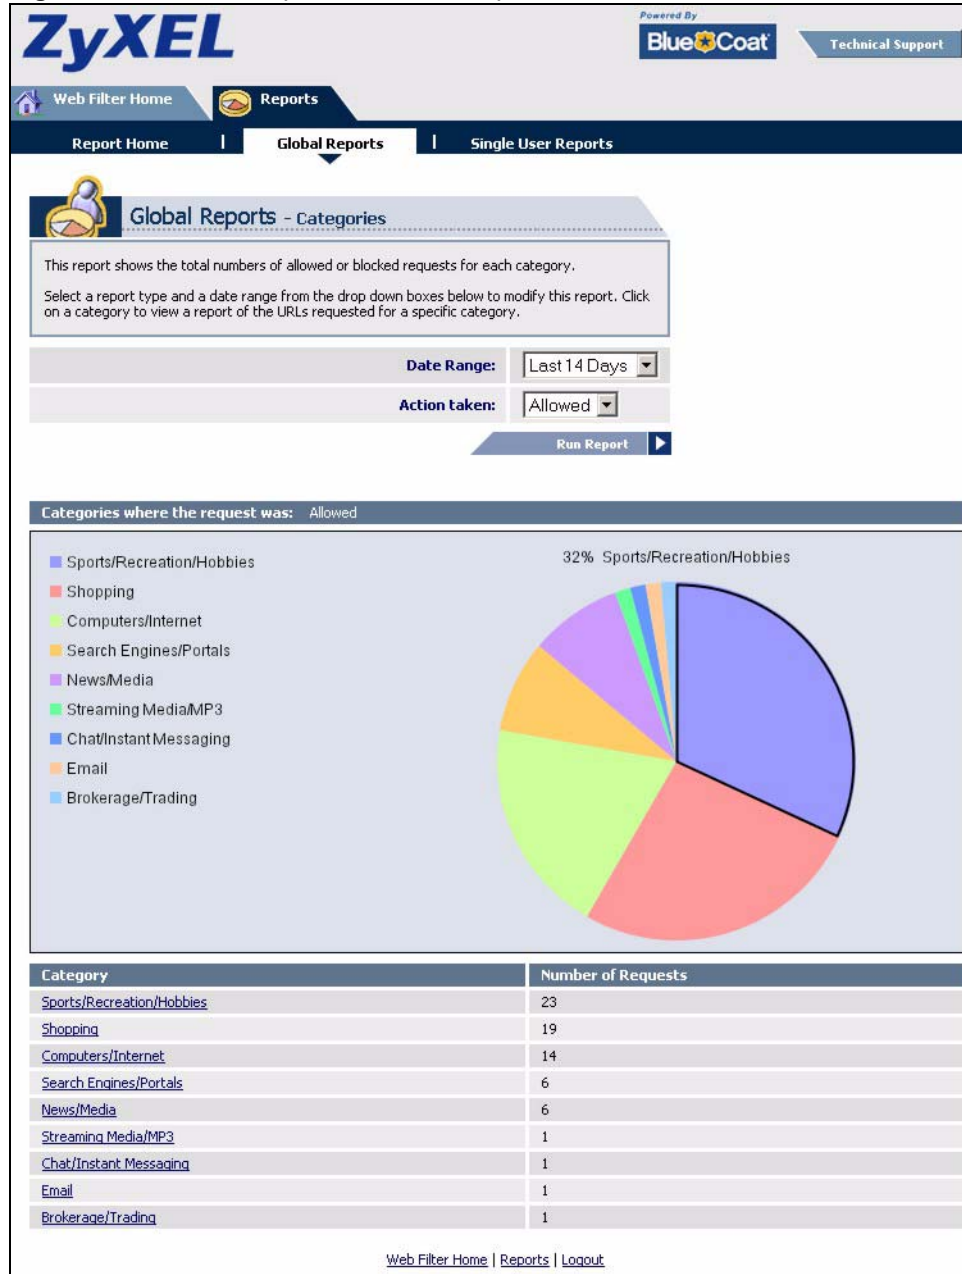 ZyXEL
Powered By
Blue Coat
Technical Support
Web Filter Home
Reports
Report Home | Global Reports | Single User Reports
Global Reports - Categories
This report shows the total numbers of allowed or blocked requests for each category.
Select a report type and a date range from the drop down boxes below to modify this report. Click
on a category to view a report of the URLs requested for a specific category.
Date Range: Last 14 Days
Action taken: Allowed
Run Report
Categories where the request was: Allowed
Sports/Recreation/Hobbies
Shopping
Computers/Internet
Search Engines/Portals
News/Media
Streaming Media/MP3
Chat/Instant Messaging
Email
Brokerage/Trading
32% Sports/Recreation/Hobbies
Category Number of Requests
Sports/Recreation/Hobbies 23
Shopping 19
Computers/Internet 14
Search Engines/Portals 6
News/Media 6
Streaming Media/MP3 1
Chat/Instant Messaging 1
Email 1
Brokerage/Trading 1
Web Filter Home | Reports | Logout